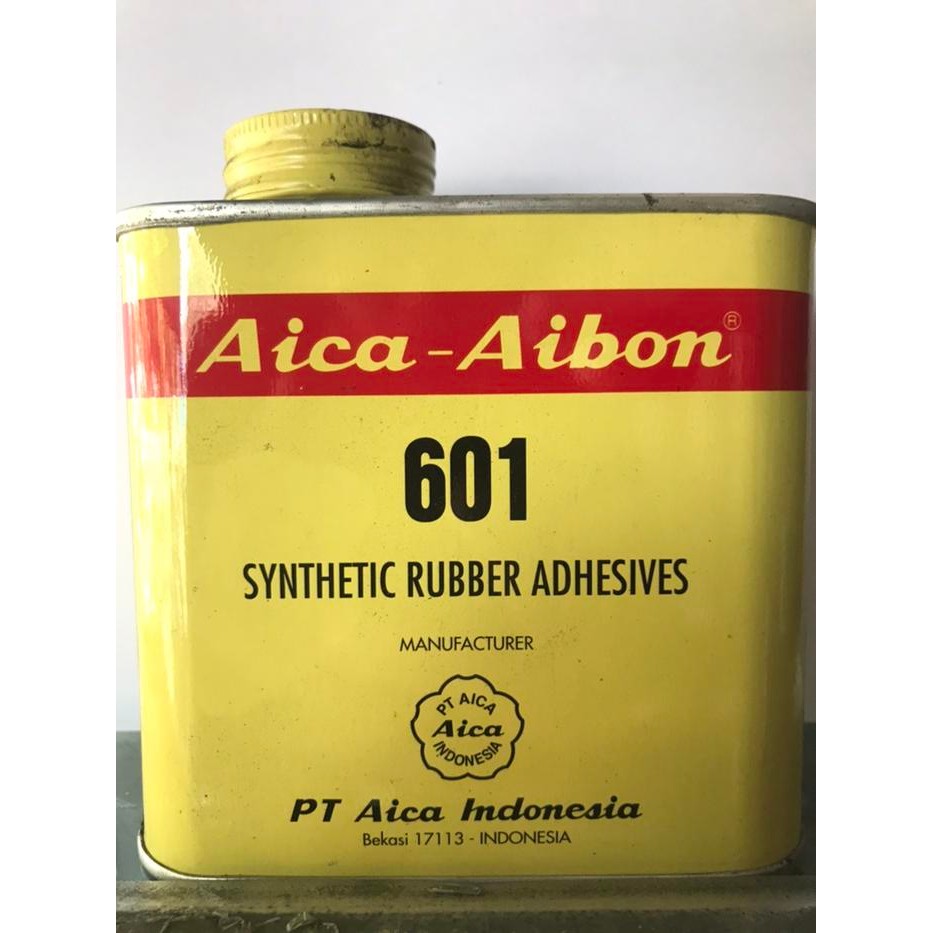 Aica-Aibon®
601
SYNTHETIC RUBBER ADHESIVES
MANUFACTURER
PT AICA
Aica
INDONESIA
PT Aica Indonesia
Bekasi 17113 - INDONESIA